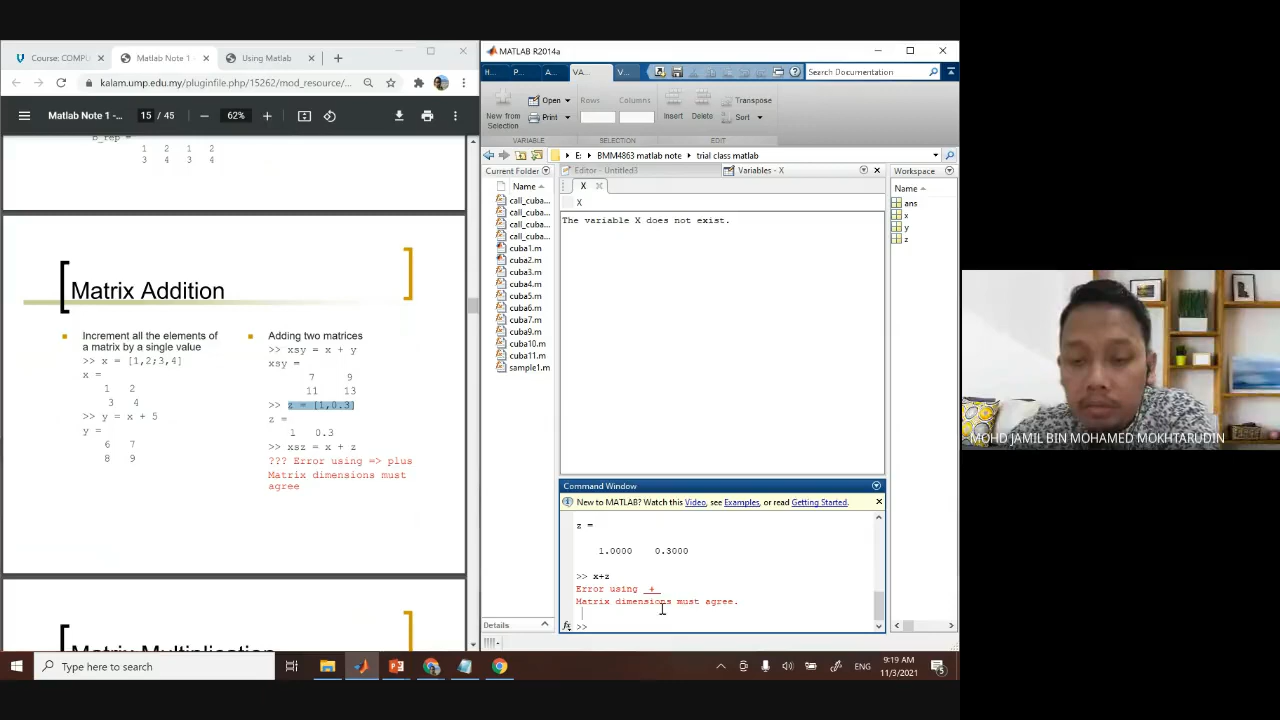 Course: COMPU
Matlab Note 1 -
Using Matlab
kalam.ump.edu.my/pluginfile.php/15262/mod_resource/...
Matlab Note 1 -...
15 / 45
62%
B_rep =
1 2 1 2
3 4 3 4
Matrix Addition
Increment all the elements of
a matrix by a single value
>> x = [1,2;3,4]
x =
1 2
3 4
>> y = x + 5
y =
6 7
8 9
Adding two matrices
>> xsy = x + y
xsy =
7 9
11 13
>> z = [1,0.3]
z =
1 0.3
>> xsz = x + z
??? Error using => plus
Matrix dimensions must
agree
Matrix Multiplication
MATLAB R2014a
H... P... A... VA... V...
Search Documentation
New from
Selection
Open
Print
Rows Columns
Insert Delete
Transpose
Sort
VARIABLE SELECTION EDIT
E: BMM4863 matlab note trial class matlab
Current Folder
Name
call_cuba...
call_cuba...
call_cuba...
call_cuba...
cuba1.m
cuba2.m
cuba3.m
cuba4.m
cuba5.m
cuba6.m
cuba7.m
cuba9.m
cuba10.m
cuba11.m
sample1.m
Details
Editor - Untitled3
Variables - X
X
X
The variable X does not exist.
Workspace
Name
ans
x
y
z
Command Window
New to MATLAB? Watch this Video, see Examples, or read Getting Started.
z =
1.0000 0.3000
>> x+z
Error using +
Matrix dimensions must agree.
fx >>
MOHD JAMIL BIN MOHAMED MOKHTARUDIN
Type here to search
ENG
9:19 AM
11/3/2021
5